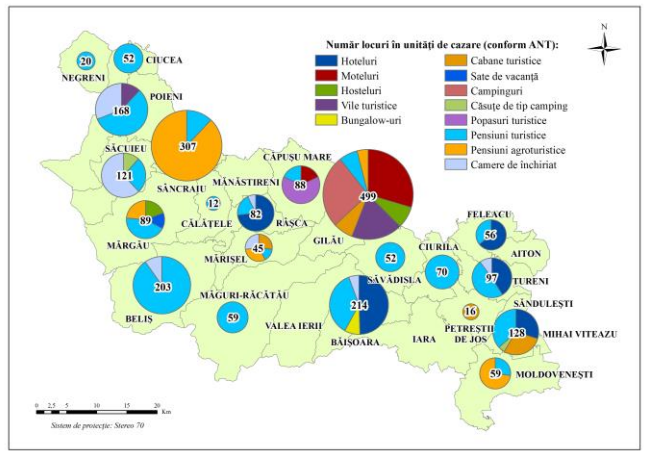 N
Număr locuri în unități de cazare (conform ANT):
Hoteluri
Moteluri
Hosteluri
Vile turistice
Bungalow-uri
Cabane turistice
Sate de vacanță
Campinguri
Căsuțe de tip camping
Popasuri turistice
Pensiuni turistice
Pensiuni agroturistice
Camere de închiriat
20
NEGRENI
52
CIUCEA
168
POIENI
SĂCUIEU
121
307
SÂNCRAIU
CĂPUȘU MARE
88
499
GILĂU
MĂNĂSTIRENI
12
CĂLĂȚELE
82
RÂȘCA
89
MĂRGĂU
45
MĂRIȘEL
FELEACU
56
AITON
CIURILA
52
SĂVĂDISLA
70
97
TURENI
SĂNDULEȘTI
203
BELIȘ
MĂGURI-RĂCĂTĂU
59
VALEA IERII
214
BĂIȘOARA
IARA
16
PETREȘTII
DE JOS
128
MIHAI VITEAZU
59
MOLDOVENEȘTI
0 2,5 5 10 15 20
Km
Sistem de proiecție: Stereo 70